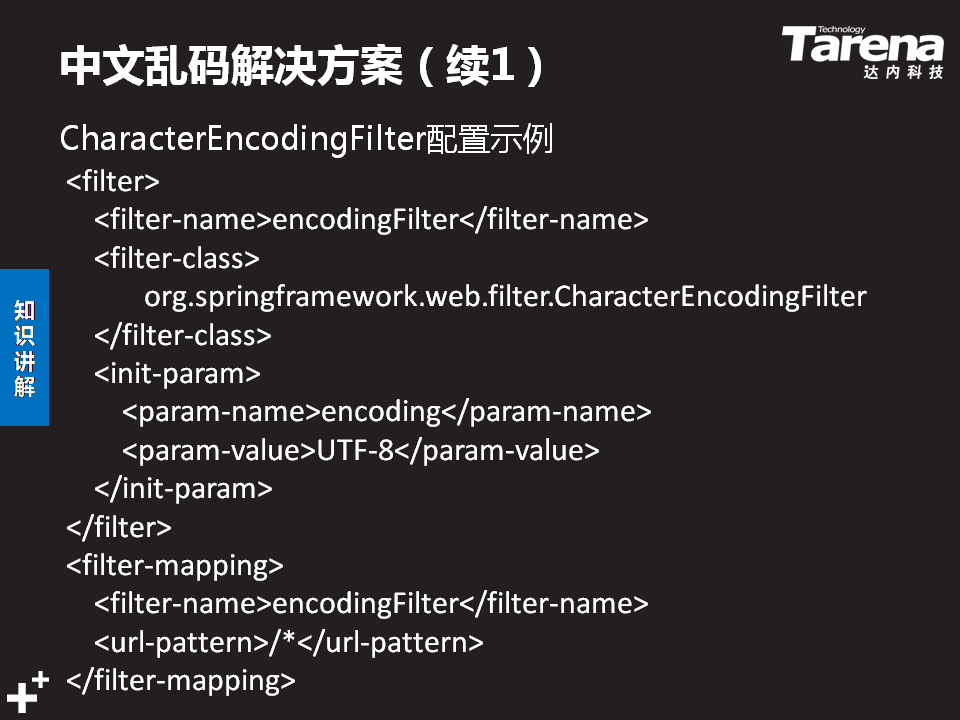 中文乱码解决方案（续1）
Technology
Tarena
达内科技
CharacterEncodingFilter配置示例
<filter>
<filter-name>encodingFilter</filter-name>
<filter-class>
org.springframework.web.filter.CharacterEncodingFilter
</filter-class>
<init-param>
<param-name>encoding</param-name>
<param-value>UTF-8</param-value>
</init-param>
</filter>
<filter-mapping>
<filter-name>encodingFilter</filter-name>
<url-pattern>/*</url-pattern>
</filter-mapping>
知识讲解